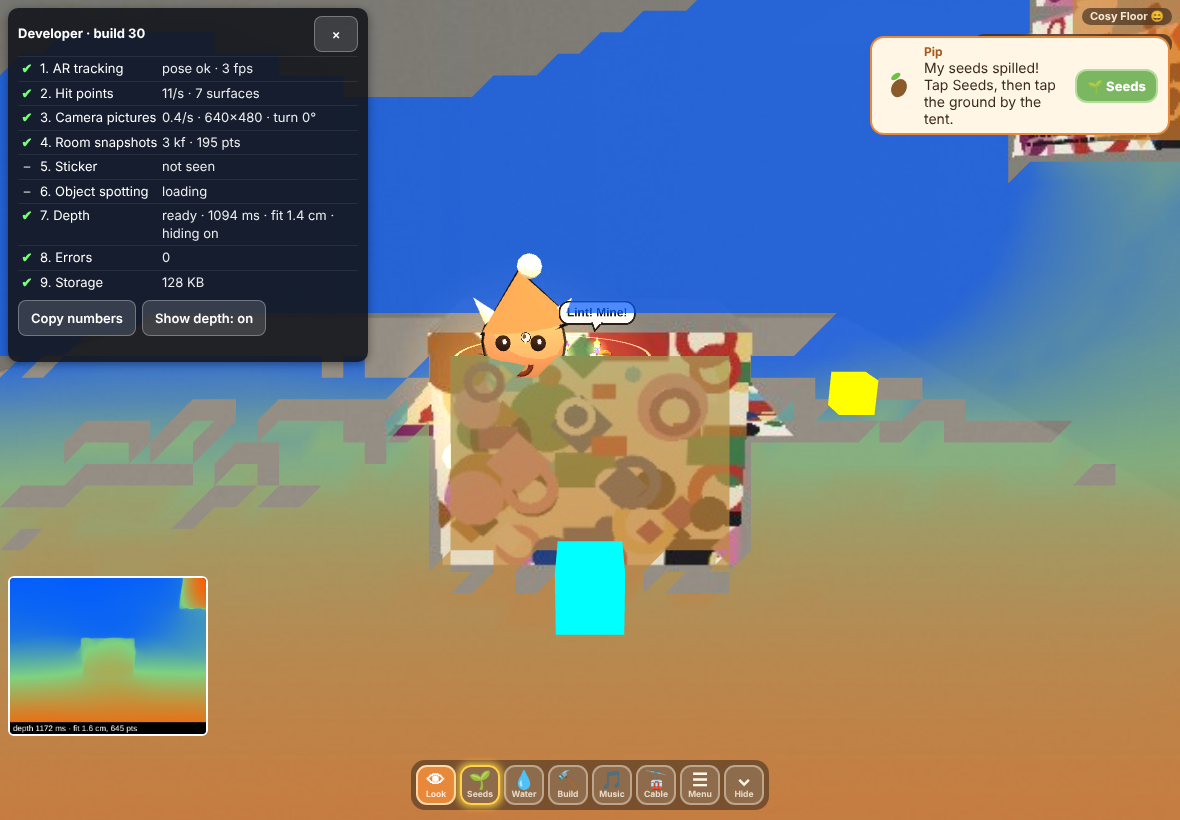 Developer · build 30
×
✔ 1. AR tracking pose ok · 3 fps
✔ 2. Hit points 11/s · 7 surfaces
✔ 3. Camera pictures 0.4/s · 640×480 · turn 0°
✔ 4. Room snapshots 3 kf · 195 pts
– 5. Sticker not seen
– 6. Object spotting loading
✔ 7. Depth ready · 1094 ms · fit 1.4 cm ·
hiding on
✔ 8. Errors 0
✔ 9. Storage 128 KB
Copy numbers
Show depth: on
Cosy Floor 😀
Pip
My seeds spilled!
Tap Seeds, then tap
the ground by the
tent.
🌱 Seeds
Lint! Mine!
depth 1172 ms · fit 1.6 cm, 645 pts
Look
Seeds
Water
Build
Music
Cable
Menu
Hide